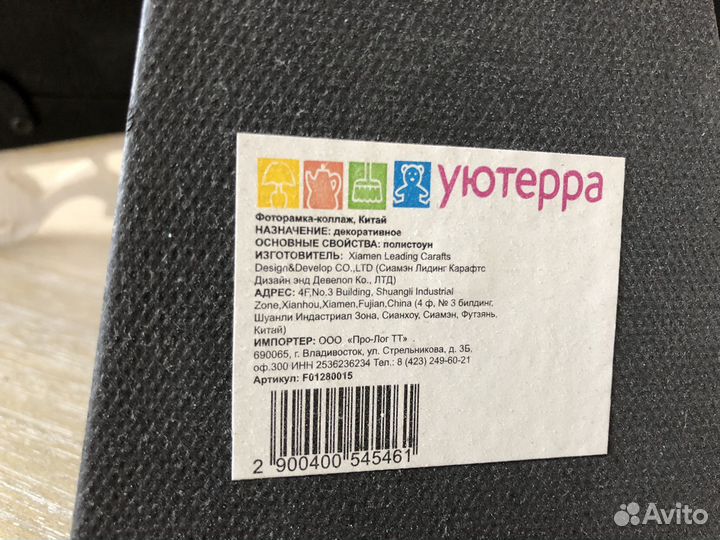 уютерра
Фоторамка-коллаж, Китай
НАЗНАЧЕНИЕ: декоративное
ОСНОВНЫЕ СВОЙСТВА: полистоун
ИЗГОТОВИТЕЛЬ: Xiamen Leading Carafts
Design&Develop CO.,LTD (Сиамэн Лидинг Карафтс
Дизайн энд Девелоп Ко., ЛТД)
АДРЕС: 4F,No.3 Building, Shuangli Industrial
Zone,Xianhou,Xiamen,Fujian,China (4 ф, № 3 билдинг,
Шуанли Индастриал Зона, Сианхоу, Сиамэн, Футзянь,
Китай)
ИМПОРТЕР: ООО «Про-Лог ТТ» .
690065, г. Владивосток, ул. Стрельникова, д. 3Б,
оф.300 ИНН 2536236234 Тел.: 8 (423) 249-60-21
Артикул: F01280015
2 900400 545461
Avito